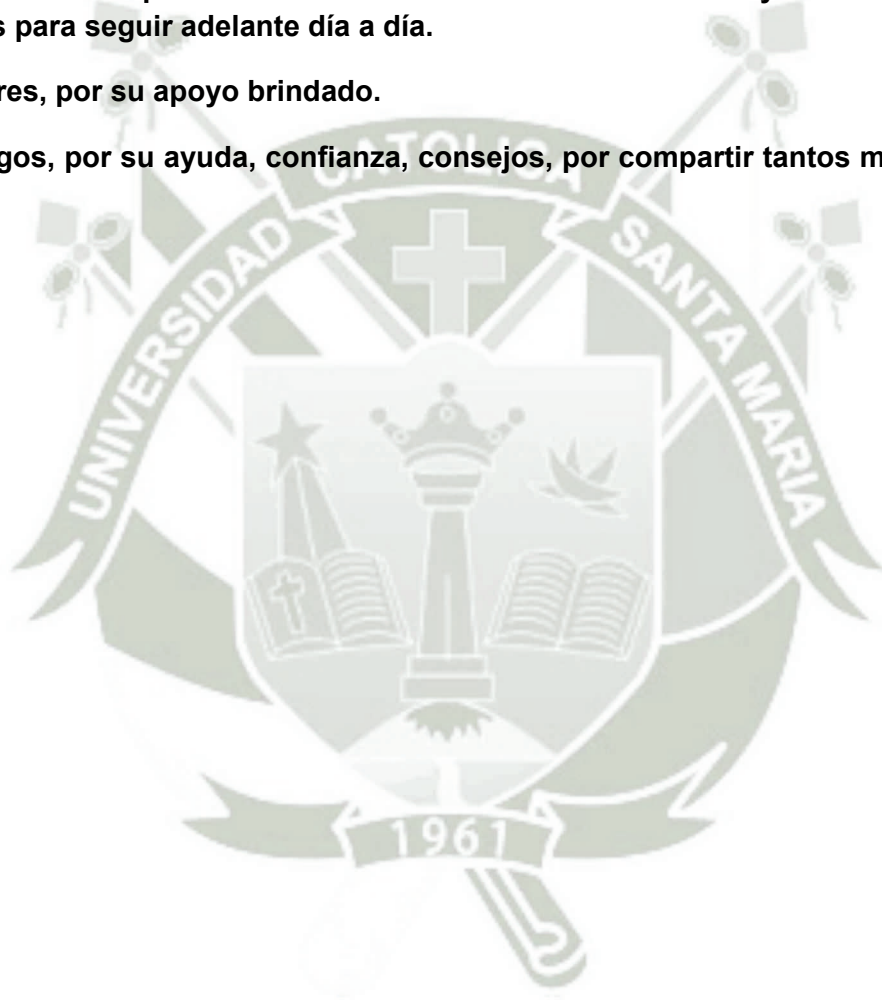 s para seguir adelante día a día.
res, por su apoyo brindado.
gos, por su ayuda, confianza, consejos, por compartir tantos m
UNIVERSIDAD CATOLICA SANTA MARIA
1961